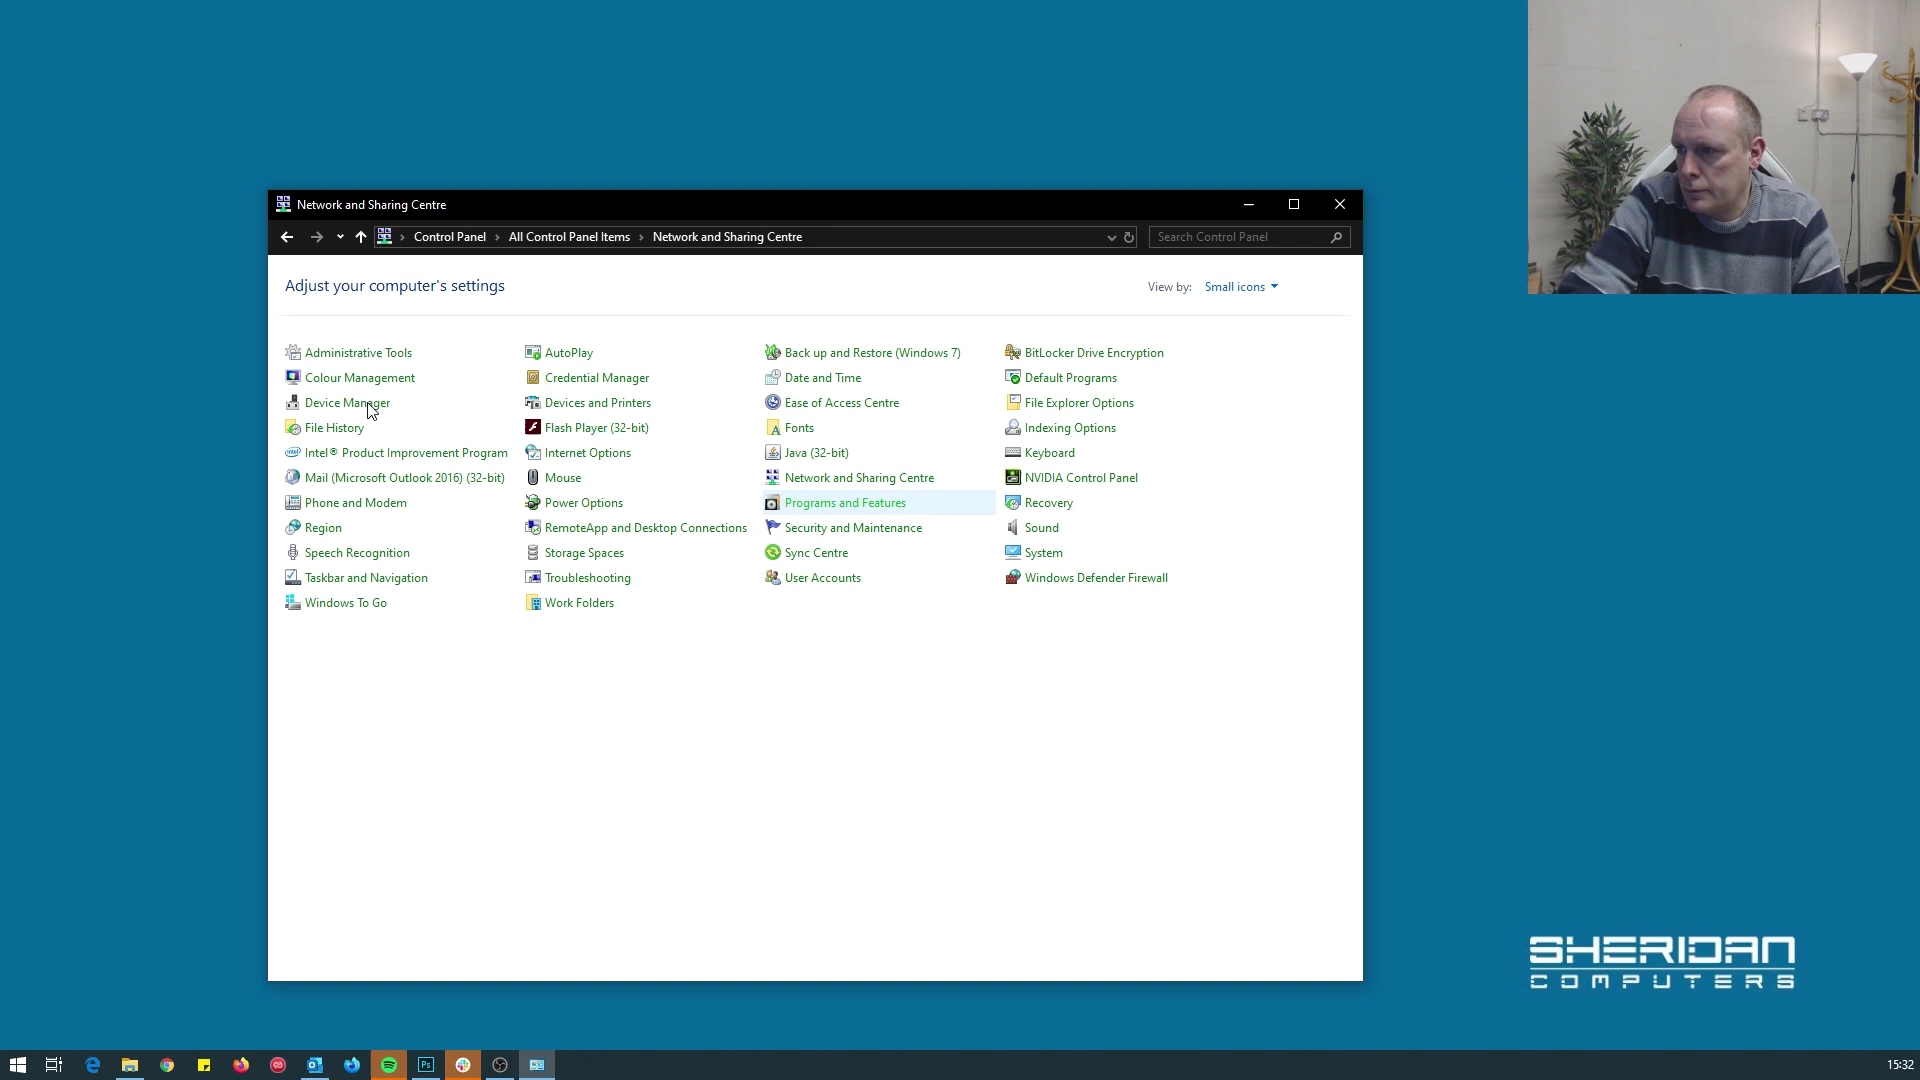 Network and Sharing Centre
Control Panel > All Control Panel Items > Network and Sharing Centre
Search Control Panel
Adjust your computer's settings
View by: Small icons
Administrative Tools
AutoPlay
Back up and Restore (Windows 7)
BitLocker Drive Encryption
Colour Management
Credential Manager
Date and Time
Default Programs
Device Manager
Devices and Printers
Ease of Access Centre
File Explorer Options
File History
Flash Player (32-bit)
Fonts
Indexing Options
Intel® Product Improvement Program
Internet Options
Java (32-bit)
Keyboard
Mail (Microsoft Outlook 2016) (32-bit)
Mouse
Network and Sharing Centre
NVIDIA Control Panel
Phone and Modem
Power Options
Programs and Features
Recovery
Region
RemoteApp and Desktop Connections
Security and Maintenance
Sound
Speech Recognition
Storage Spaces
Sync Centre
System
Taskbar and Navigation
Troubleshooting
User Accounts
Windows Defender Firewall
Windows To Go
Work Folders
SHERIDAN
COMPUTERS
Ps
15:32